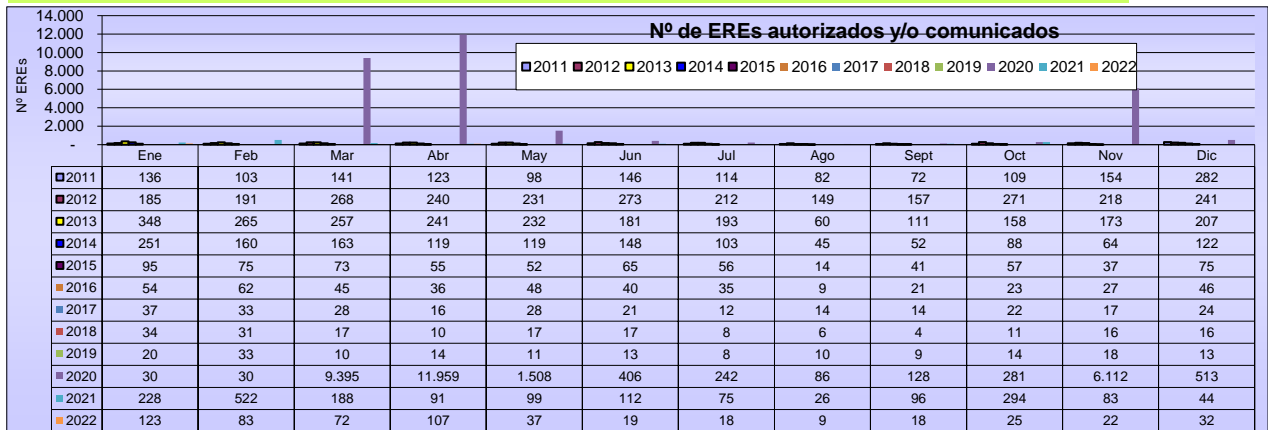 Nº de EREs autorizados y/o comunicados
2011 2012 2013 2014 2015 2016 2017 2018 2019 2020 2021 2022
Nº EREs
14.000
12.000
10.000
8.000
6.000
4.000
2.000
-
Ene Feb Mar Abr May Jun Jul Ago Sept Oct Nov Dic
2011 136 103 141 123 98 146 114 82 72 109 154 282
2012 185 191 268 240 231 273 212 149 157 271 218 241
2013 348 265 257 241 232 181 193 60 111 158 173 207
2014 251 160 163 119 119 148 103 45 52 88 64 122
2015 95 75 73 55 52 65 56 14 41 57 37 75
2016 54 62 45 36 48 40 35 9 21 23 27 46
2017 37 33 28 16 28 21 12 14 14 22 17 24
2018 34 31 17 10 17 17 8 6 4 11 16 16
2019 20 33 10 14 11 13 8 10 9 14 18 13
2020 30 30 9.395 11.959 1.508 406 242 86 128 281 6.112 513
2021 228 522 188 91 99 112 75 26 96 294 83 44
2022 123 83 72 107 37 19 18 9 18 25 22 32